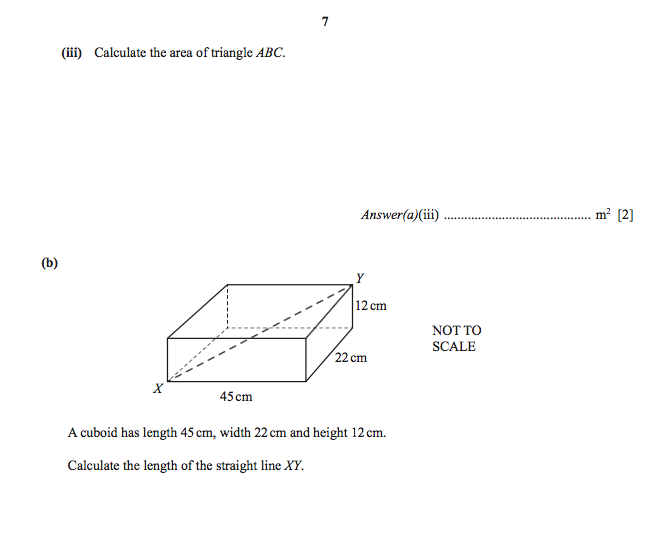 7
(iii) Calculate the area of triangle ABC.
Answer(a)(iii) ............................................ m² [2]
(b)
Y
12 cm
NOT TO
SCALE
22 cm
X
45 cm
A cuboid has length 45 cm, width 22 cm and height 12 cm.
Calculate the length of the straight line XY.